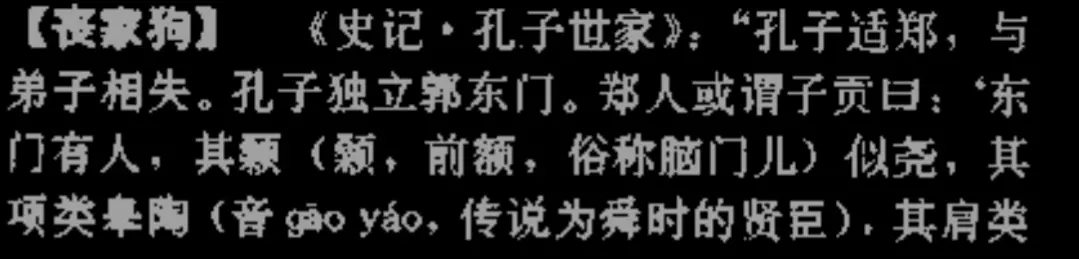 【丧家狗】 《史记·孔子世家》:“孔子适郑,与
弟子相失。孔子独立郭东门。郑人或谓子贡曰:‘东
门有人,其颡(颡,前额,俗称脑门儿)似尧,其
项类皋陶(音gāo yáo,传说为舜时的贤臣),其肩类